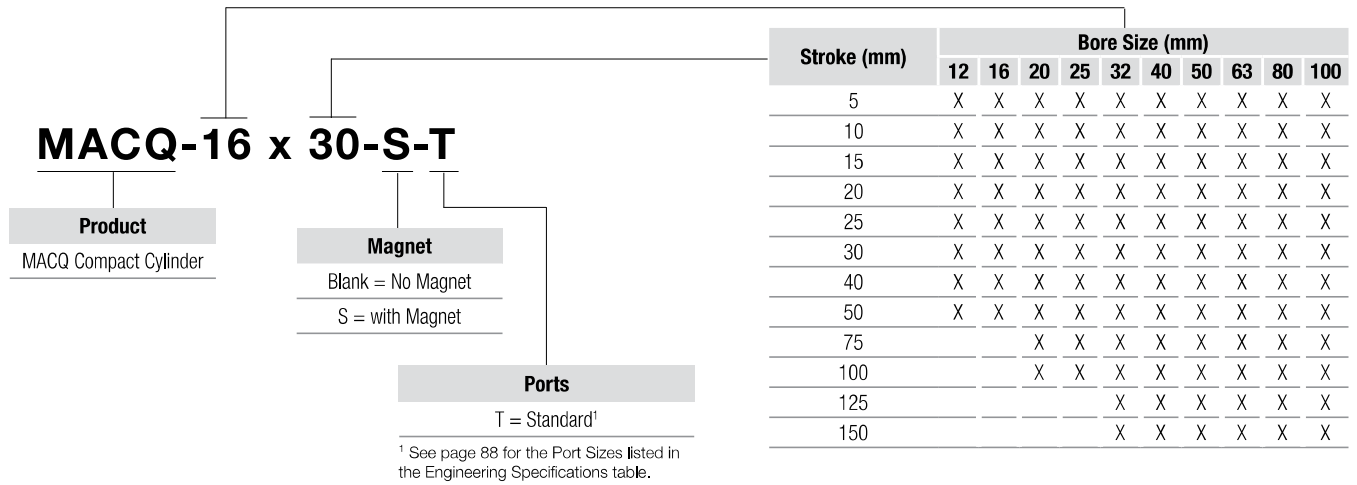 MACQ-16 x 30-S-T
Product
MACQ Compact Cylinder
Magnet
Blank = No Magnet
S = with Magnet
Ports
T = Standard¹
¹ See page 88 for the Port Sizes listed in
the Engineering Specifications table.
Stroke (mm) Bore Size (mm)
12 16 20 25 32 40 50 63 80 100
5 X X X X X X X X X X
10 X X X X X X X X X X
15 X X X X X X X X X X
20 X X X X X X X X X X
25 X X X X X X X X X X
30 X X X X X X X X X X
40 X X X X X X X X X X
50 X X X X X X X X X X
75 X X X X X X X X
100 X X X X X X X X
125 X X X X X X
150 X X X X X X